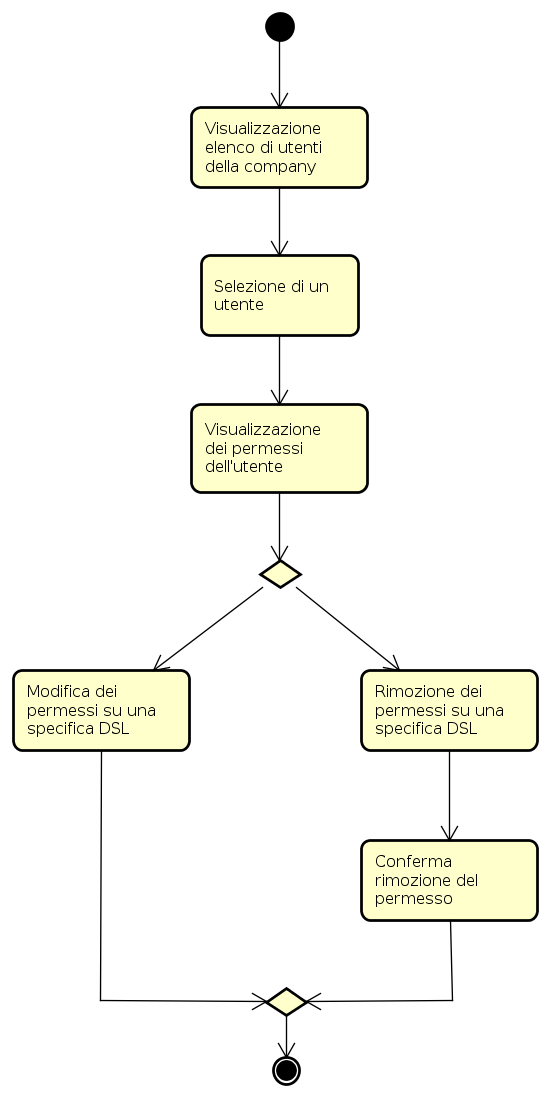 Visualizzazione
elenco di utenti
della company
Selezione di un
utente
Visualizzazione
dei permessi
dell'utente
Modifica dei
permessi su una
specifica DSL
Rimozione dei
permessi su una
specifica DSL
Conferma
rimozione del
permesso